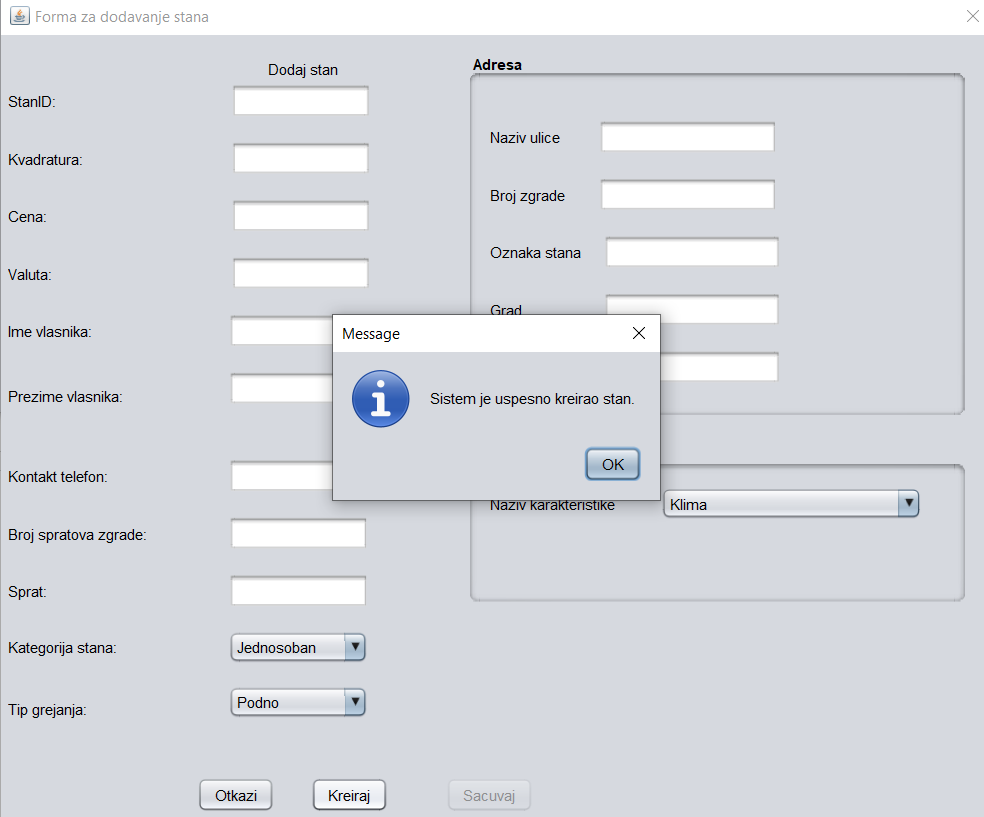 Forma za dodavanje stana
Dodaj stan
StanID:
Kvadratura:
Cena:
Valuta:
Ime vlasnika:
Prezime vlasnika:
Kontakt telefon:
Broj spratova zgrade:
Sprat:
Kategorija stana:
Jednosoban
Tip grejanja:
Podno
Adresa
Naziv ulice
Broj zgrade
Oznaka stana
Grad
Message
Sistem je uspesno kreirao stan.
OK
Naziv karakteristike
Klima
Otkazi
Kreiraj
Sacuvaj